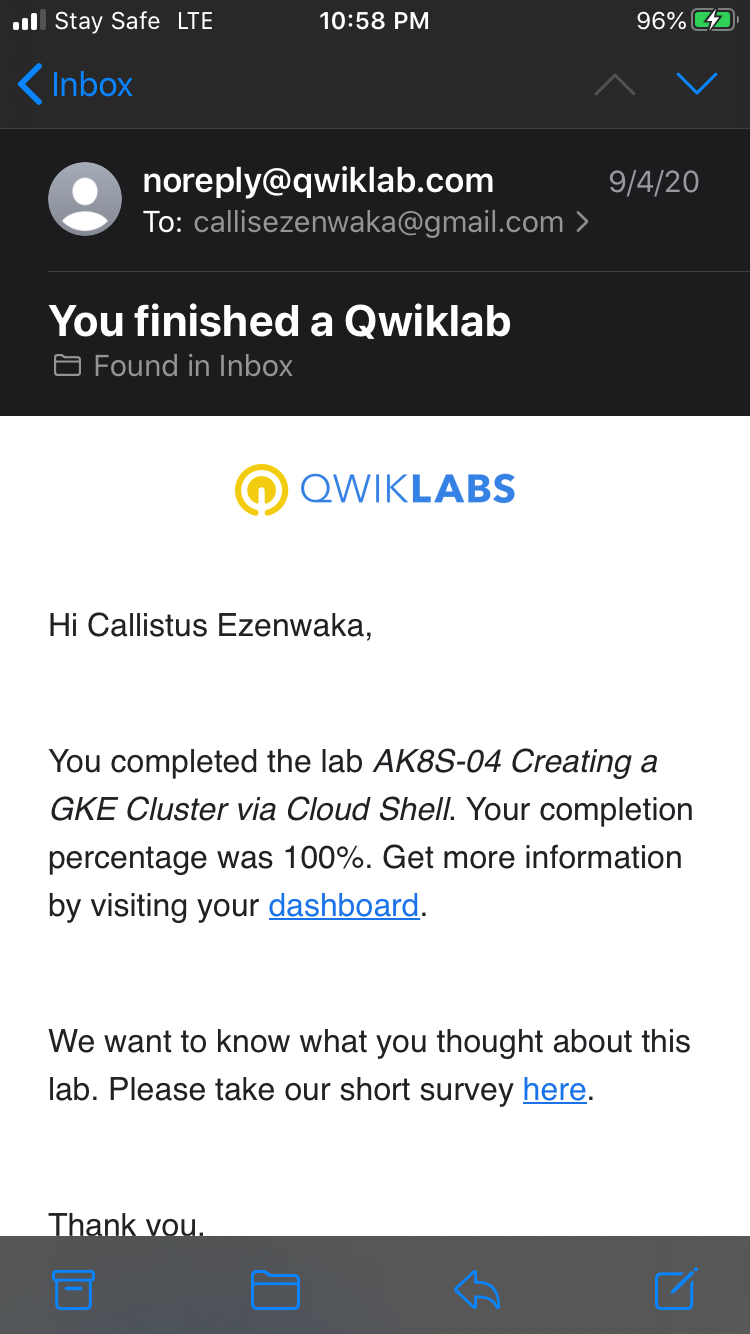 Stay Safe LTE 10:58 PM 96%
Inbox
noreply@qwiklab.com 9/4/20
To: callisezenwaka@gmail.com
You finished a Qwiklab
Found in Inbox
QWIKLABS
Hi Callistus Ezenwaka,
You completed the lab AK8S-04 Creating a
GKE Cluster via Cloud Shell. Your completion
percentage was 100%. Get more information
by visiting your dashboard.
We want to know what you thought about this
lab. Please take our short survey here.
Thank you,